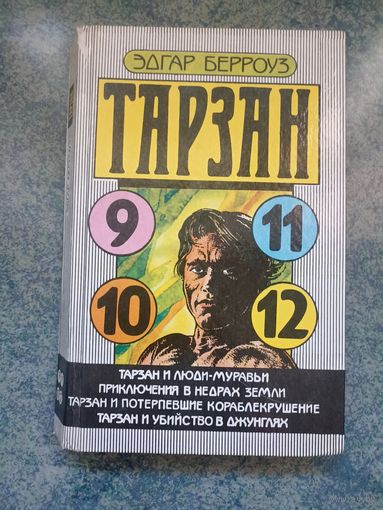 ЭДГАР БЕРРОУЗ
ТАРЗАН
9 11
10 12
ТАРЗАН И ЛЮДИ-МУРАВЬИ
ПРИКЛЮЧЕНИЯ В НЕДРАХ ЗЕМЛИ
ТАРЗАН И ПОТЕРПЕВШИЕ КОРАБЛЕКРУШЕНИЕ
ТАРЗАН И УБИЙСТВО В ДЖУНГЛЯХ